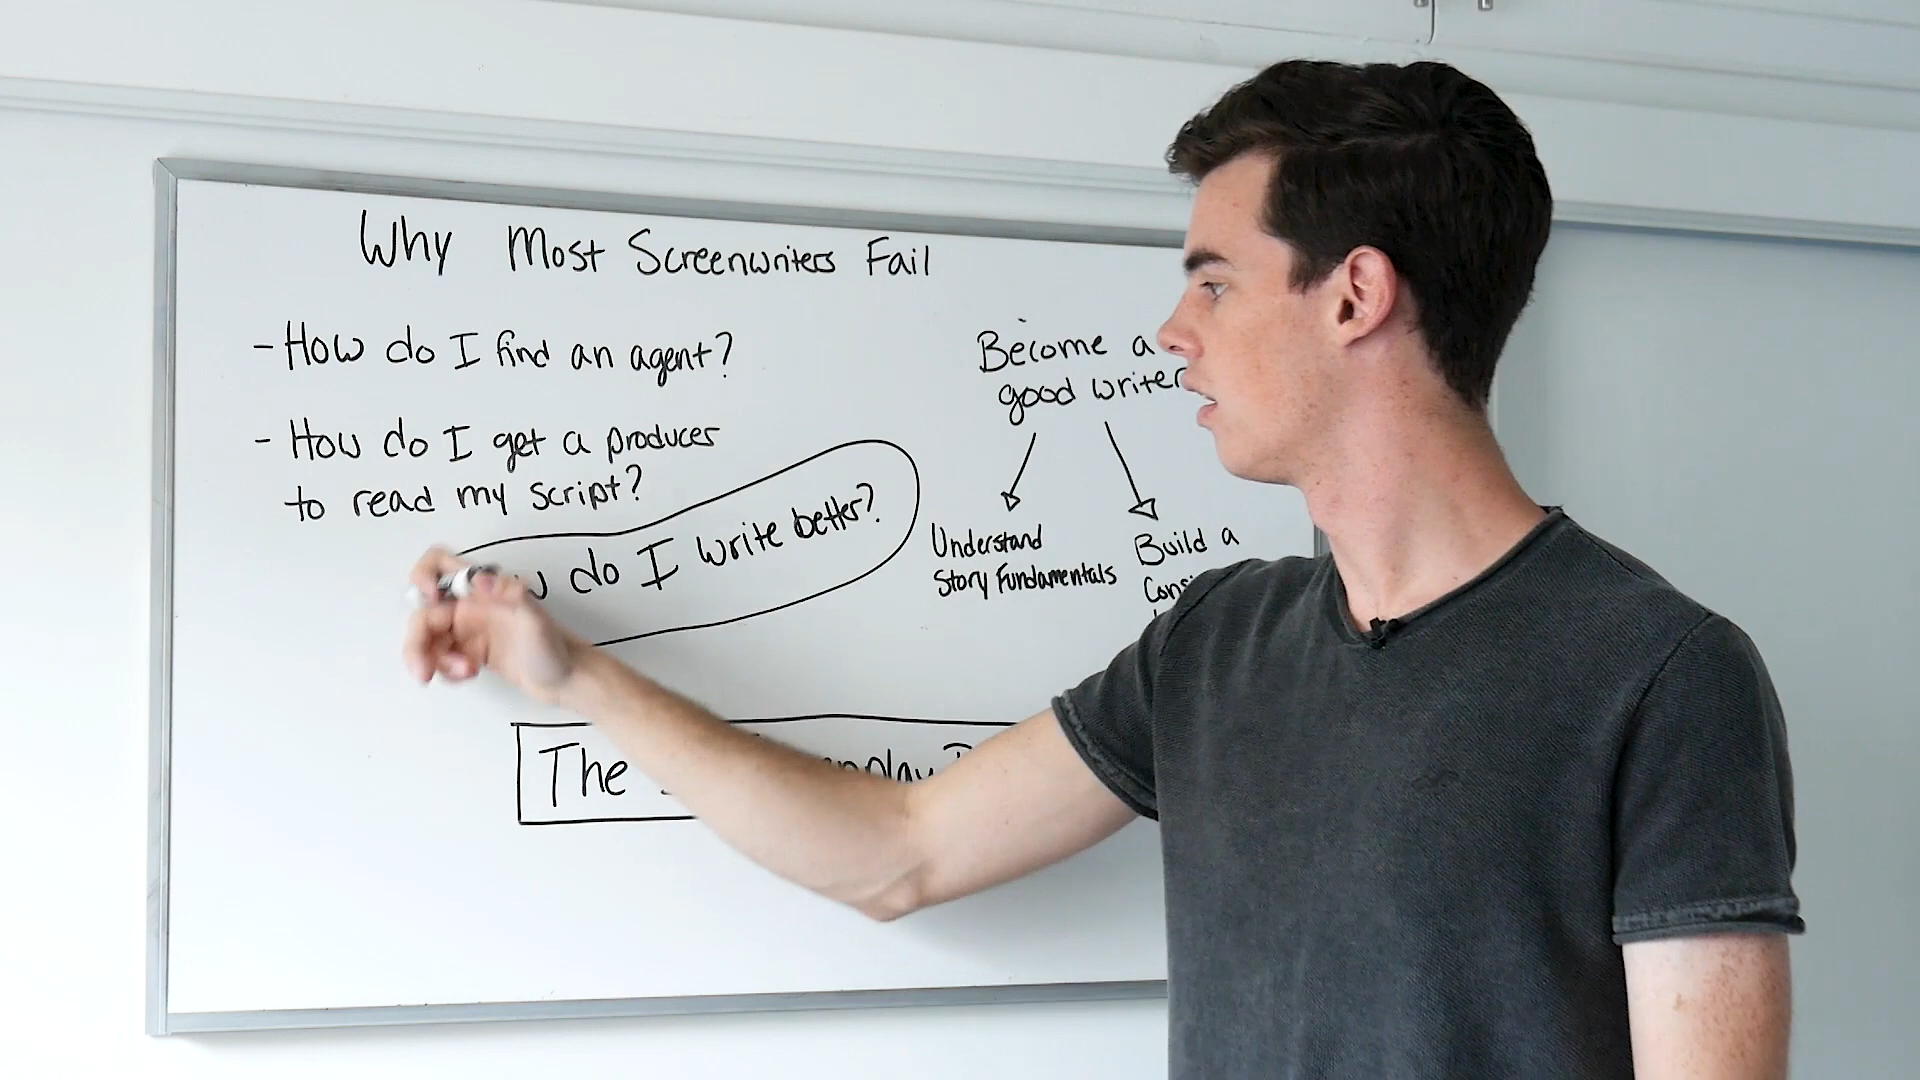 Why Most Screenwriters Fail
- How do I find an agent?
- How do I get a producer
to read my script?
do I write better?
Become a
good writer
Understand
Story Fundamentals
Build a
The